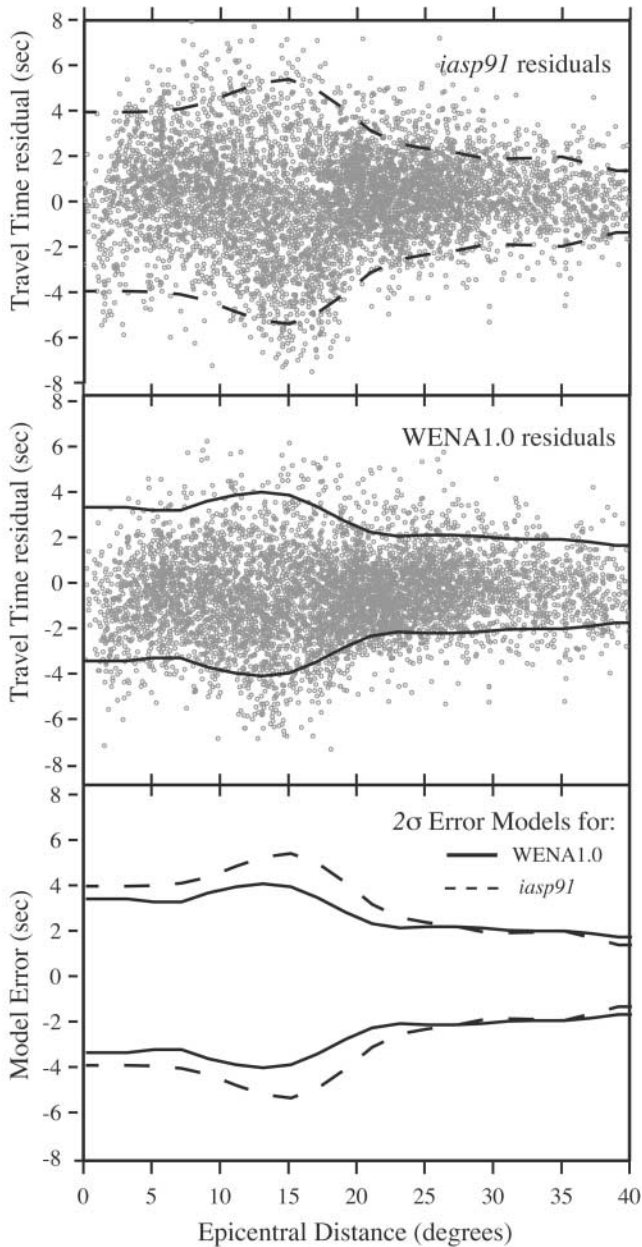 8
6
4
2
0
-2
-4
-6
-8
Travel Time residual (sec)
iasp91 residuals
8
6
4
2
0
-2
-4
-6
-8
Travel Time residual (sec)
WENA1.0 residuals
8
6
4
2
0
-2
-4
-6
-8
Model Error (sec)
2σ Error Models for:
WENA1.0
iasp91
0 5 10 15 20 25 30 35 40
Epicentral Distance (degrees)